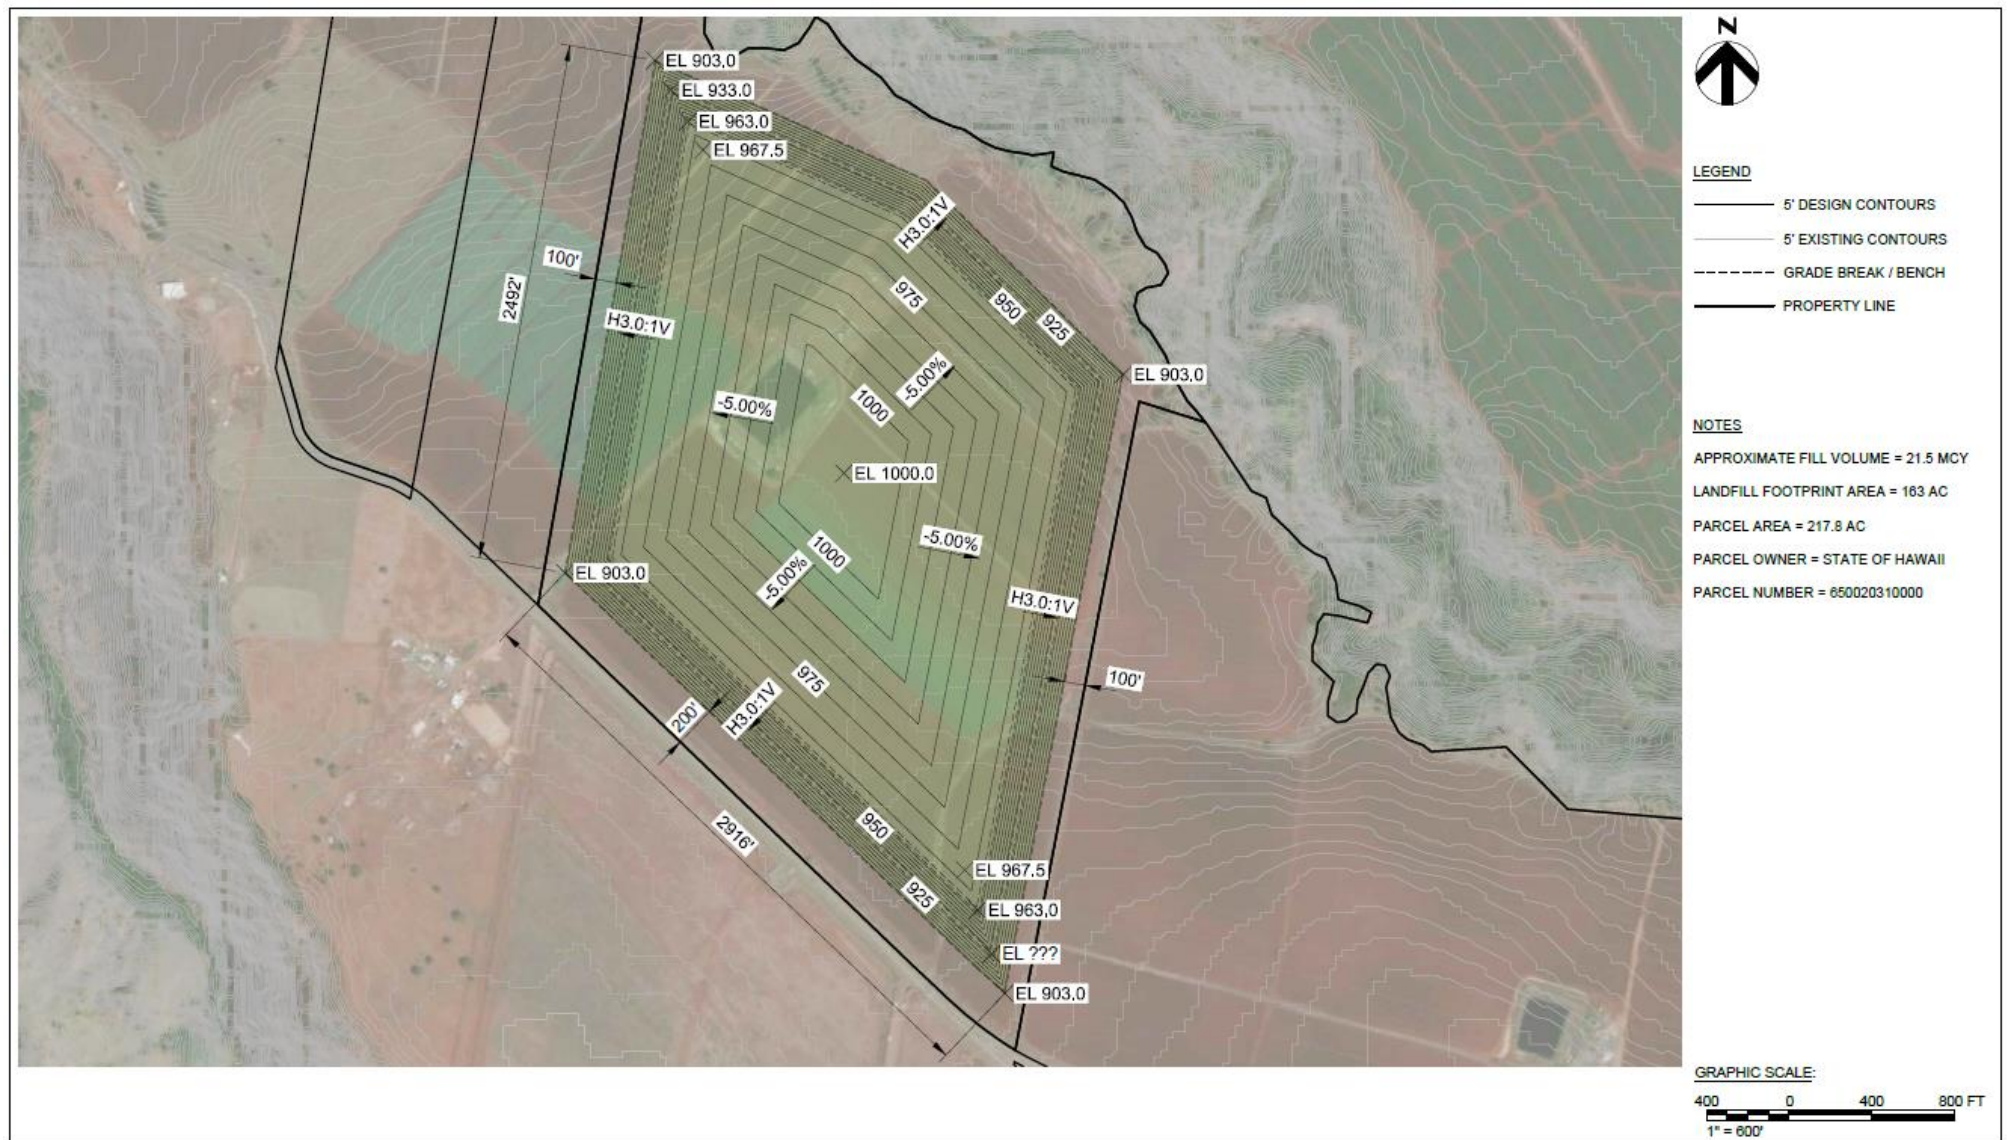 EL 903.0
EL 933.0
EL 963.0
EL 967.5
H3.0:1V
100'
2492'
975
950
H3.0:1V
925
EL 903.0
-5.00%
-5.00%
1000
EL 1000.0
-5.00%
1000
EL 903.0
-5.00%
H3.0:1V
975
100'
H3.0:1V
200'
950
2916'
EL 967.5
925
EL 963.0
EL ???
EL 903.0
N
LEGEND
5' DESIGN CONTOURS
5' EXISTING CONTOURS
GRADE BREAK / BENCH
PROPERTY LINE
NOTES
APPROXIMATE FILL VOLUME = 21.5 MCY
LANDFILL FOOTPRINT AREA = 163 AC
PARCEL AREA = 217.8 AC
PARCEL OWNER = STATE OF HAWAII
PARCEL NUMBER = 650020310000
GRAPHIC SCALE:
400 0 400 800 FT
1" = 600'